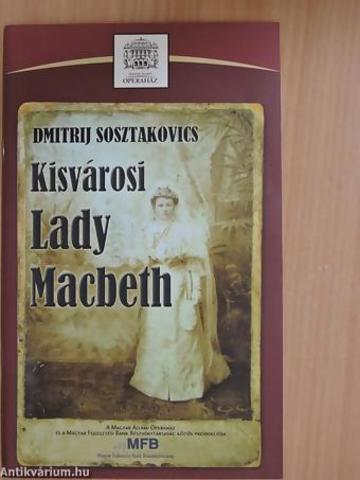 OPERAHÁZ
DMITRIJ SOSZTAKOVICS
Kisvárosi
Lady
Macbeth
A MAGYAR ÁLLAMI OPERAHÁZ
ÉS A MAGYAR FEJLESZTÉSI BANK RÉSZVÉNYTÁRSASÁG KÖZÖS PRODUKCIÓJA
MFB
Magyar Fejlesztési Bank Részvénytársaság
Antikvárium.hu